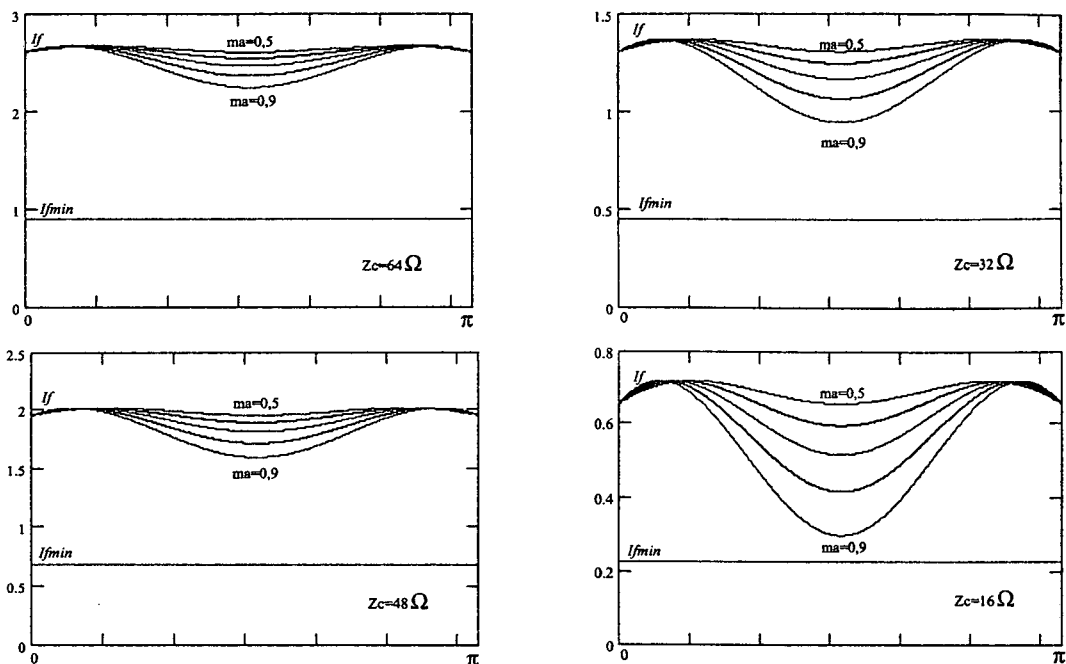 3
If
ma=0,5
2
ma=0,9
1
Ifmin
Zc=64Ω
0
0
π
1.5
If
ma=0,5
1
ma=0,9
0.5
Ifmin
Zc=32Ω
0
0
π
2.5
If
2
ma=0,5
1.5
ma=0,9
1
Ifmin
0.5
Zc=48Ω
0
0
π
0.8
If
ma=0,5
0.6
0.4
ma=0,9
Ifmin
0.2
Zc=16Ω
0
0
π